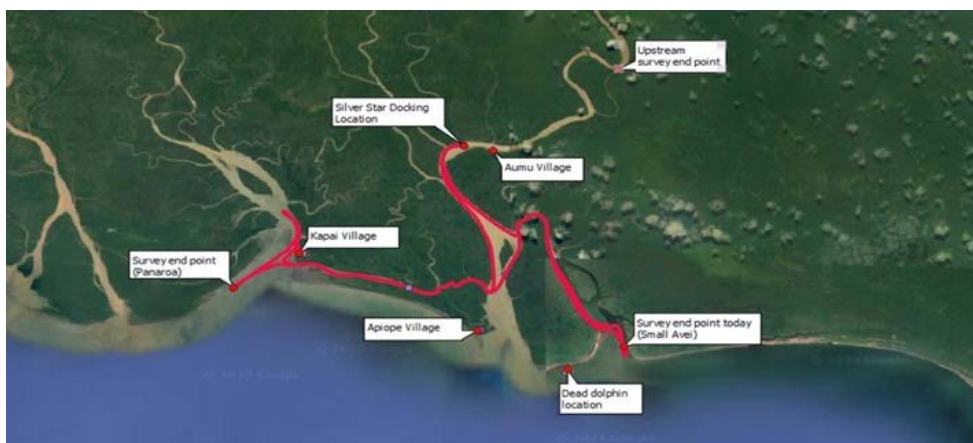 Upstream
survey end point
Silver Star Docking
Location
Aumu Village
Kapai Village
Survey end point
(Panaroa)
Apiope Village
Survey end point today
(Small Avei)
Dead dolphin
location